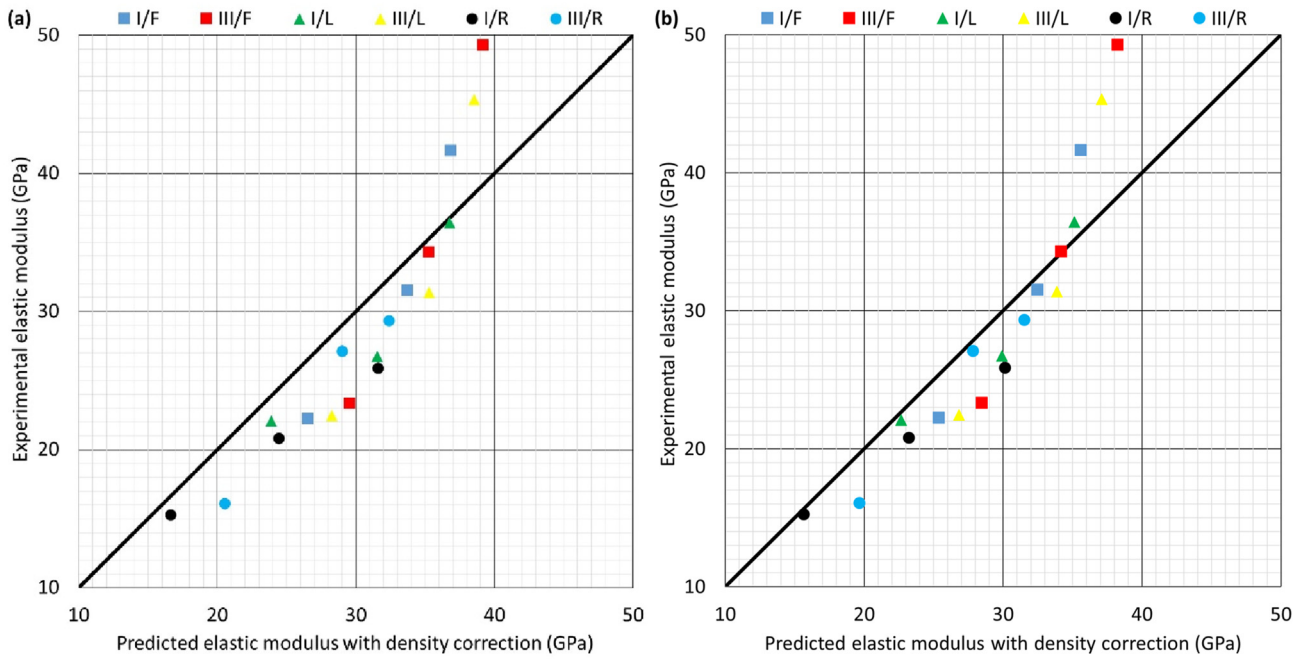 (a) I/F III/F I/L III/L I/R III/R
50
40
30
20
10
10 20 30 40 50
Experimental elastic modulus (GPa)
Predicted elastic modulus with density correction (GPa)
(b) I/F III/F I/L III/L I/R III/R
50
40
30
20
10
10 20 30 40 50
Experimental elastic modulus (GPa)
Predicted elastic modulus with density correction (GPa)